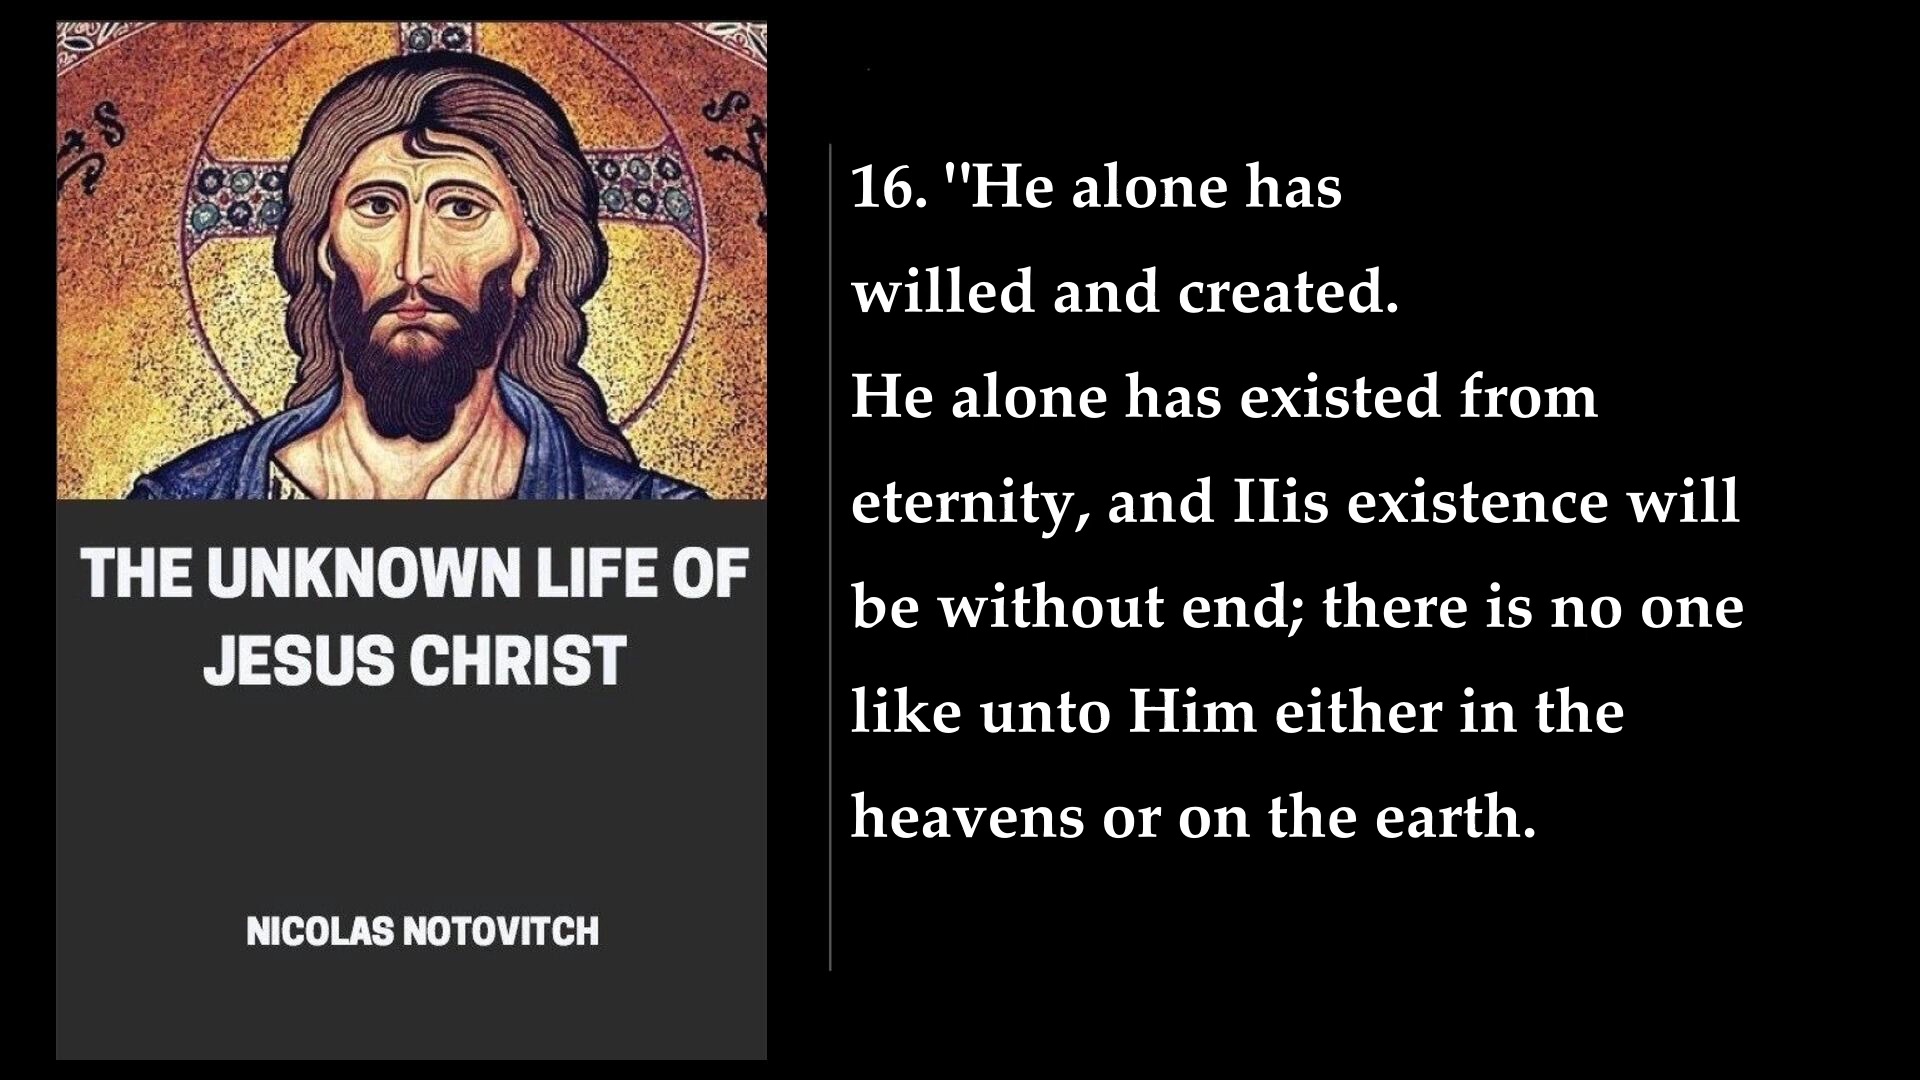 THE UNKNOWN LIFE OF
JESUS CHRIST
NICOLAS NOTOVITCH
16. "He alone has
willed and created.
He alone has existed from
eternity, and IIis existence will
be without end; there is no one
like unto Him either in the
heavens or on the earth.